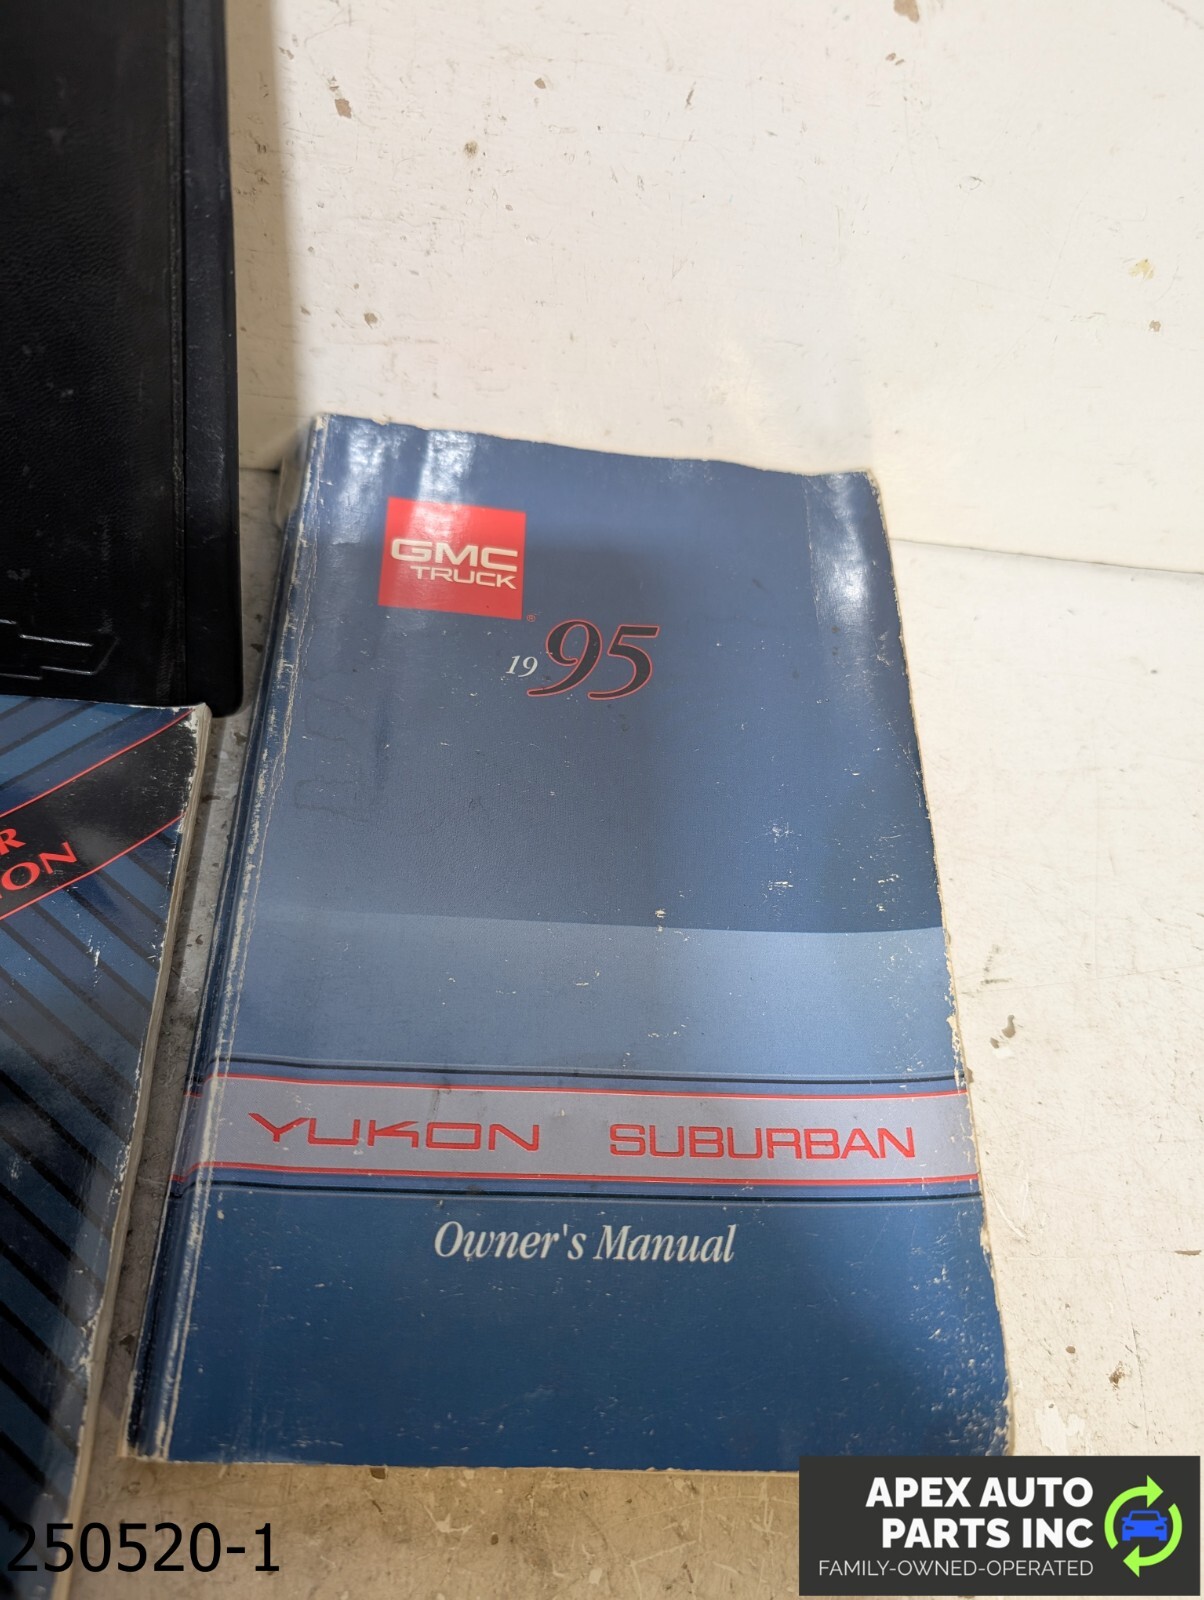 GMC
TRUCK
®
1995
YUKON SUBURBAN
Owner's Manual
250520-1
APEX AUTO
PARTS INC
FAMILY-OWNED-OPERATED